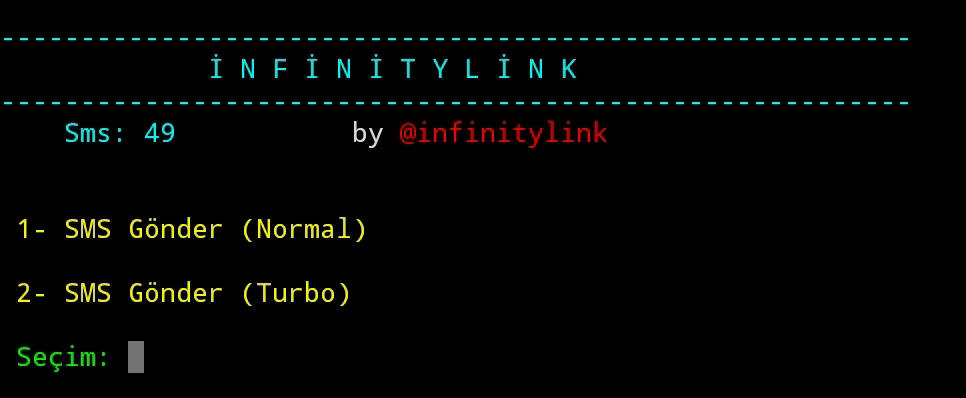 ---------------------------------------------------------
İ N F İ N İ T Y L İ N K
---------------------------------------------------------
Sms: 49 by @infinitylink
1- SMS Gönder (Normal)
2- SMS Gönder (Turbo)
Seçim: